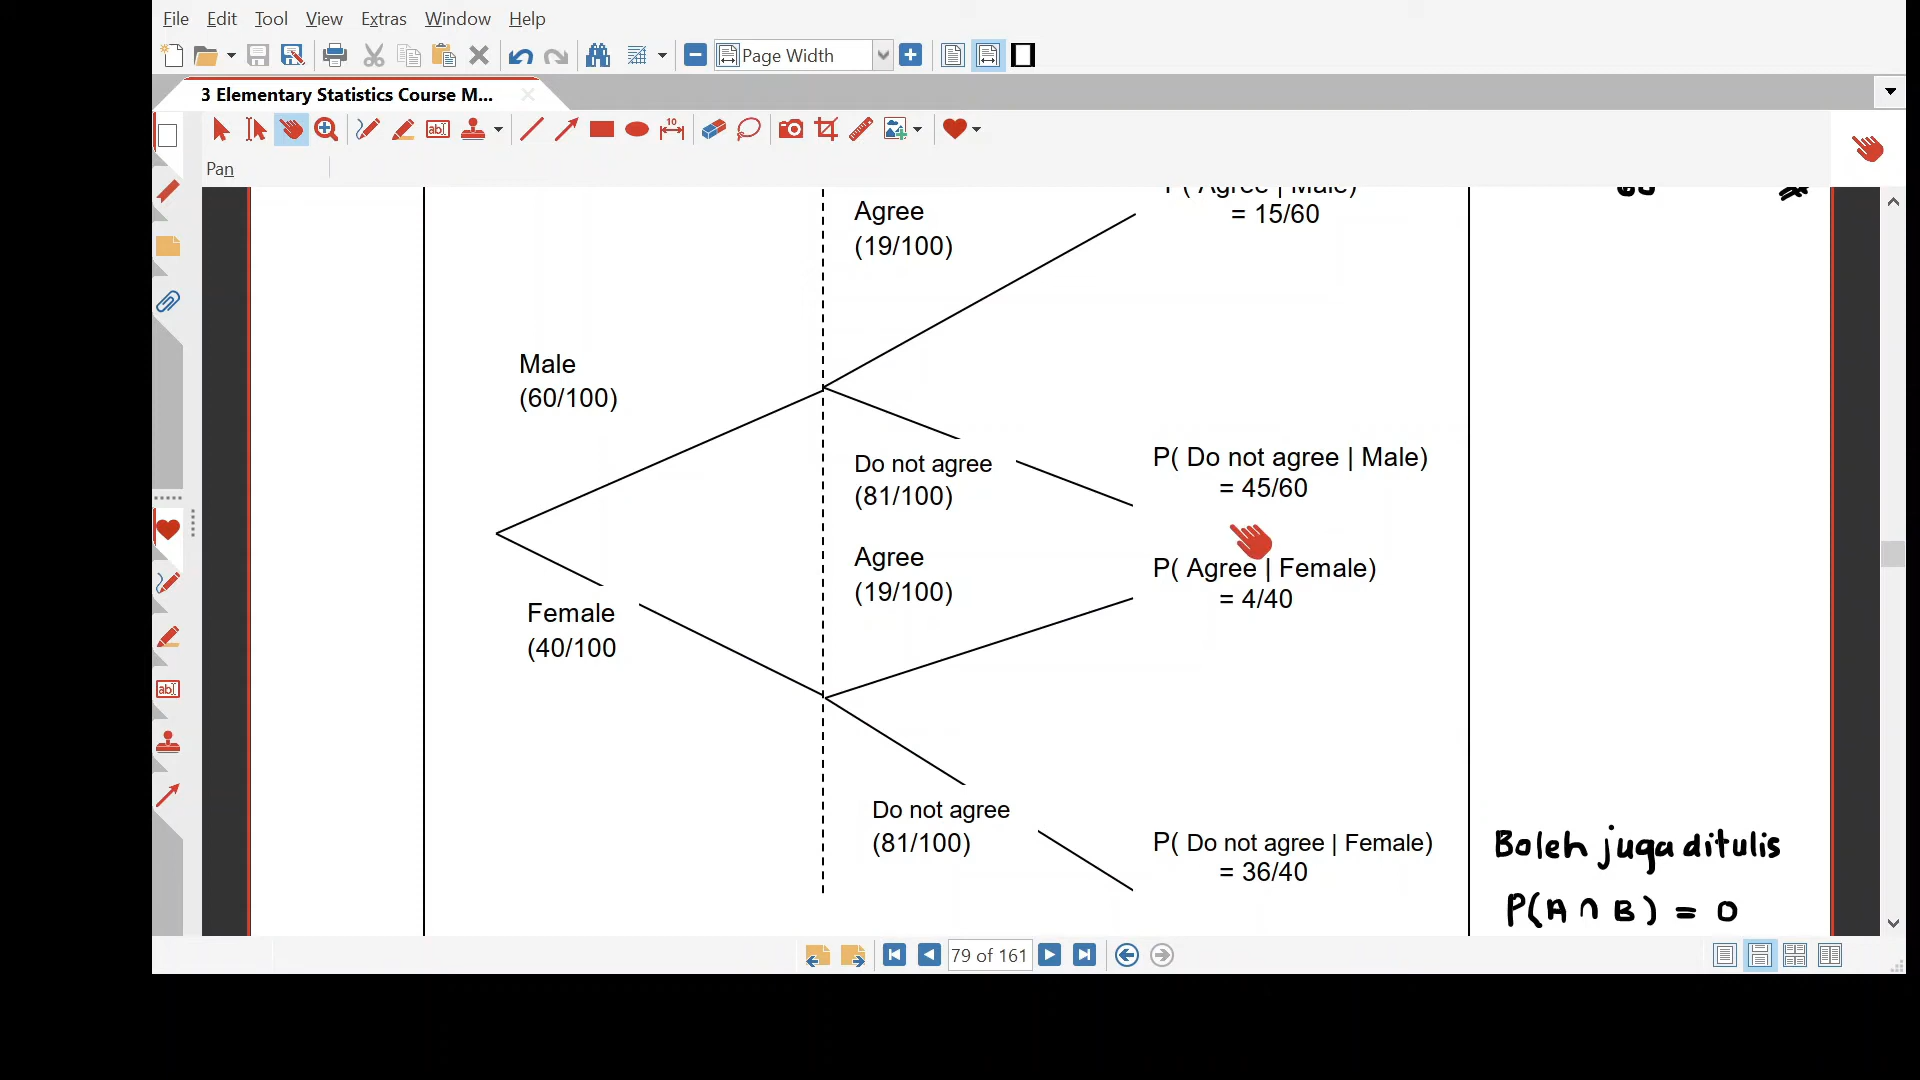 File Edit Tool View Extras Window Help
Page Width
3 Elementary Statistics Course M...
Pan
P( Agree | Male)
= 15/60
Agree
(19/100)
Male
(60/100)
Do not agree
(81/100)
P( Do not agree | Male)
= 45/60
Agree
(19/100)
P( Agree | Female)
= 4/40
Female
(40/100
Do not agree
(81/100)
P( Do not agree | Female)
= 36/40
Boleh juga ditulis
P(A ∩ B) = 0
79 of 161